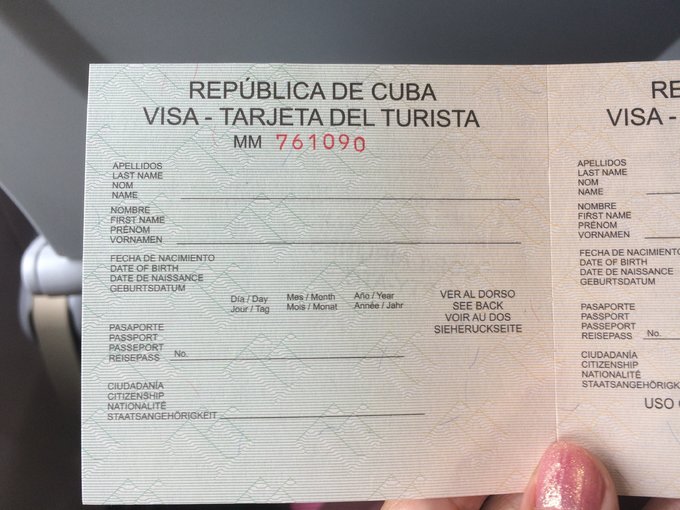 REPÚBLICA DE CUBA
VISA - TARJETA DEL TURISTA
MM 761090
APELLIDOS
LAST NAME
NOM
NAME
NOMBRE
FIRST NAME
PRÉNOM
VORNAMEN
FECHA DE NACIMIENTO
DATE OF BIRTH
DATE DE NAISSANCE
GEBURTSDATUM
Día / Day Mes / Month Año / Year
Jour / Tag Mois / Monat Année / Jahr
VER AL DORSO
SEE BACK
VOIR AU DOS
SIEHERUCKSEITE
PASAPORTE
PASSPORT
PASSEPORT
REISEPASS No.
CIUDADANÍA
CITIZENSHIP
NATIONALITÉ
STAATSANGEHÖRIGKEIT
RE
VISA -
APELLIDOS
LAST NAME
NOM
NAME
NOMBRE
FIRST NAME
PRÉNOM
VORNAMEN
FECHA DE NACIMIENTO
DATE OF BIRTH
DATE DE NAISSANCE
GEBURTSDATUM
PASAPORTE
PASSPORT
PASSEPORT
REISEPASS No.
CIUDADANÍA
CITIZENSHIP
NATIONALITÉ
STAATSANGEHÖRIGK
USO